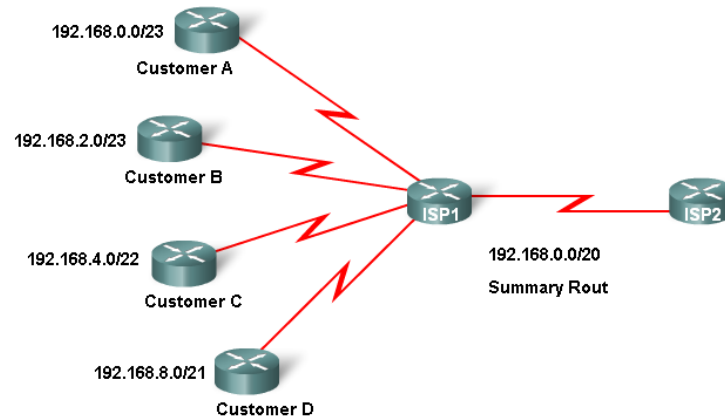 192.168.0.0/23
Customer A
192.168.2.0/23
Customer B
192.168.4.0/22
Customer C
192.168.8.0/21
Customer D
ISP1
ISP2
192.168.0.0/20
Summary Rout